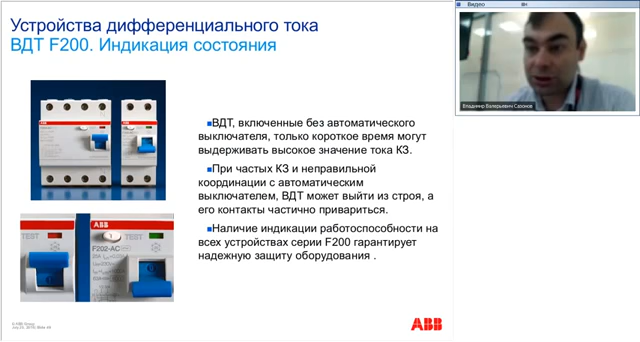 Устройства дифференциального тока
ВДТ F200. Индикация состояния
ВДТ, включенные без автоматического
выключателя, только короткое время могут
выдерживать высокое значение тока КЗ.
При частых КЗ и неправильной
координации с автоматическим
выключателем, ВДТ может выйти из строя, а
его контакты частично привариться.
Наличие индикации работоспособности на
всех устройствах серии F200 гарантирует
надежную защиту оборудования .
TEST
ABB
TEST
F202-AC
© ABB Group
ABB
Видео
Владимир Валерьевич Сазонов